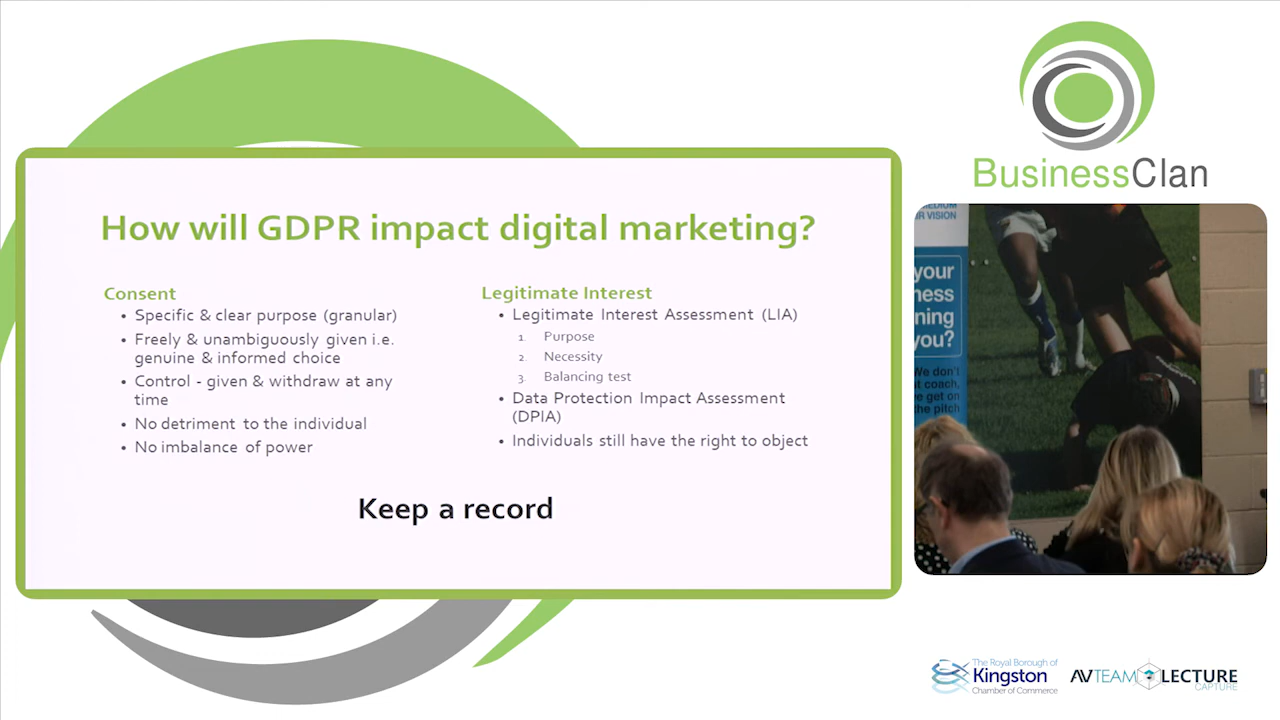 How will GDPR impact digital marketing?
Consent
• Specific & clear purpose (granular)
• Freely & unambiguously given i.e.
genuine & informed choice
• Control - given & withdraw at any
time
• No detriment to the individual
• No imbalance of power
Legitimate Interest
• Legitimate Interest Assessment (LIA)
1. Purpose
2. Necessity
3. Balancing test
• Data Protection Impact Assessment
(DPIA)
• Individuals still have the right to object
Keep a record
BusinessClan
VISION
your
you?
We don't
coach,
get on
the pitch
The Royal Borough of
Kingston
Chamber of Commerce
AVTEAM LECTURE
CAPTURE